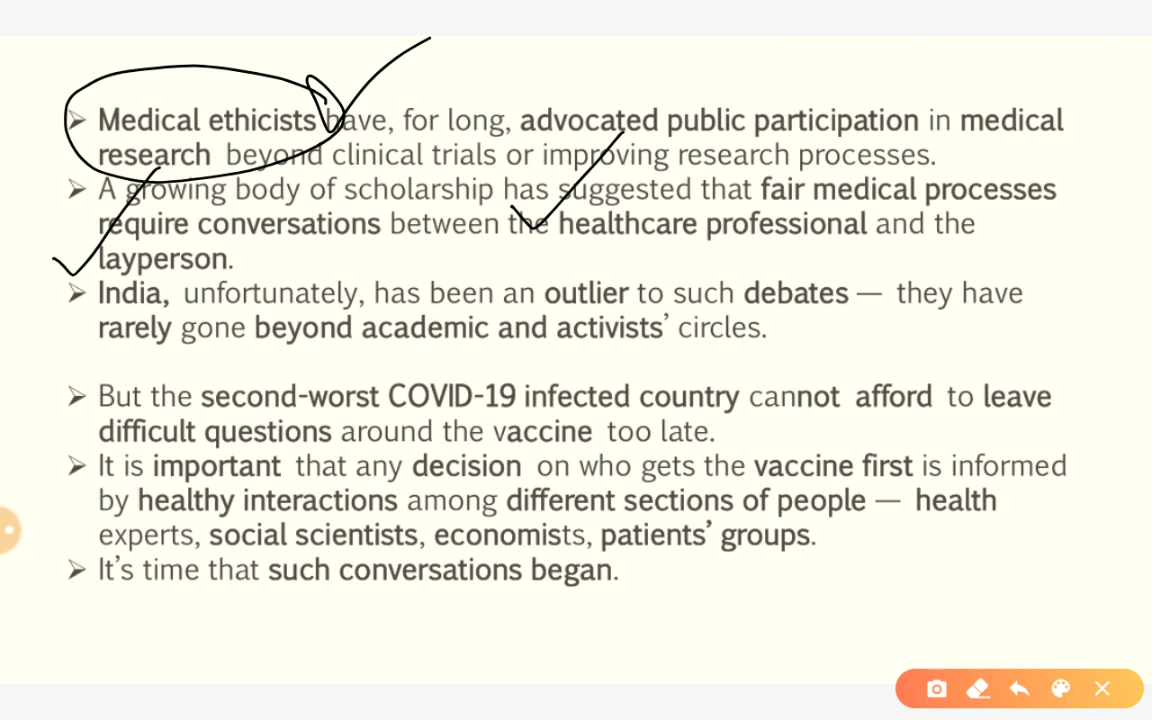 ➢ Medical ethicists have, for long, advocated public participation in medical
research beyond clinical trials or improving research processes.
➢ A growing body of scholarship has suggested that fair medical processes
require conversations between the healthcare professional and the
layperson.
➢ India, unfortunately, has been an outlier to such debates — they have
rarely gone beyond academic and activists’ circles.
➢ But the second-worst COVID-19 infected country cannot afford to leave
difficult questions around the vaccine too late.
➢ It is important that any decision on who gets the vaccine first is informed
by healthy interactions among different sections of people — health
experts, social scientists, economists, patients’ groups.
➢ It’s time that such conversations began.